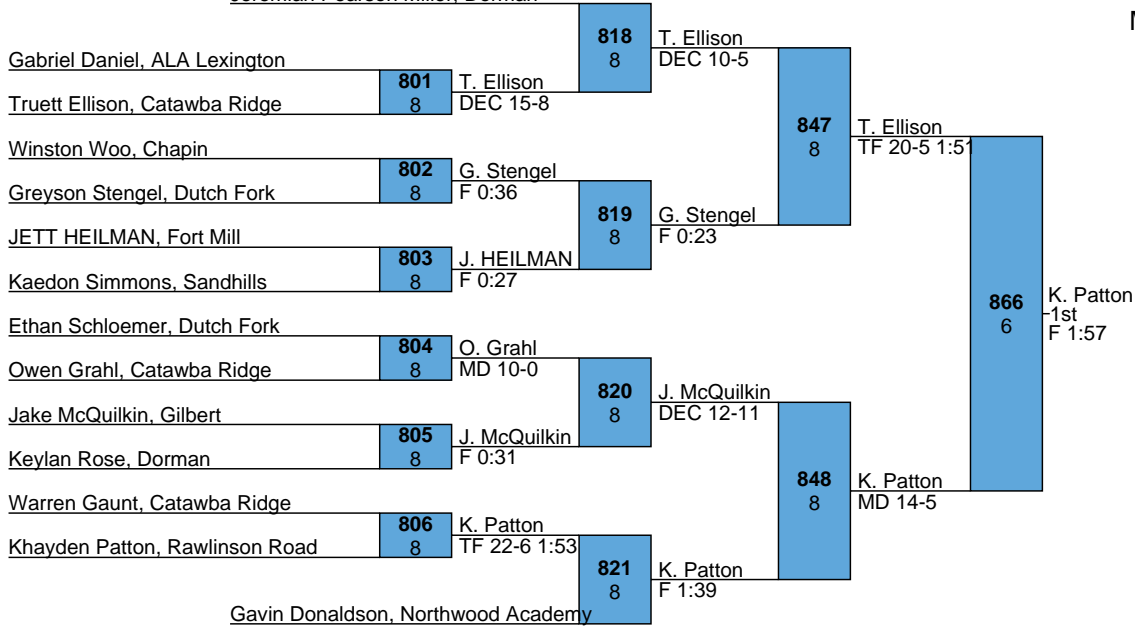 Jeremiah Pearson Miller, Dorman
818
8
T. Ellison
DEC 10-5
Gabriel Daniel, ALA Lexington
801
8
T. Ellison
DEC 15-8
Truett Ellison, Catawba Ridge
847
8
T. Ellison
TF 20-5 1:51
Winston Woo, Chapin
802
8
G. Stengel
F 0:36
Greyson Stengel, Dutch Fork
819
8
G. Stengel
F 0:23
JETT HEILMAN, Fort Mill
803
8
J. HEILMAN
F 0:27
Kaedon Simmons, Sandhills
866
6
K. Patton
1st
F 1:57
Ethan Schloemer, Dutch Fork
804
8
O. Grahl
MD 10-0
Owen Grahl, Catawba Ridge
820
8
J. McQuilkin
DEC 12-11
Jake McQuilkin, Gilbert
805
8
J. McQuilkin
F 0:31
Keylan Rose, Dorman
848
8
K. Patton
MD 14-5
Warren Gaunt, Catawba Ridge
806
8
K. Patton
TF 22-6 1:53
Khayden Patton, Rawlinson Road
821
8
K. Patton
F 1:39
Gavin Donaldson, Northwood Academy